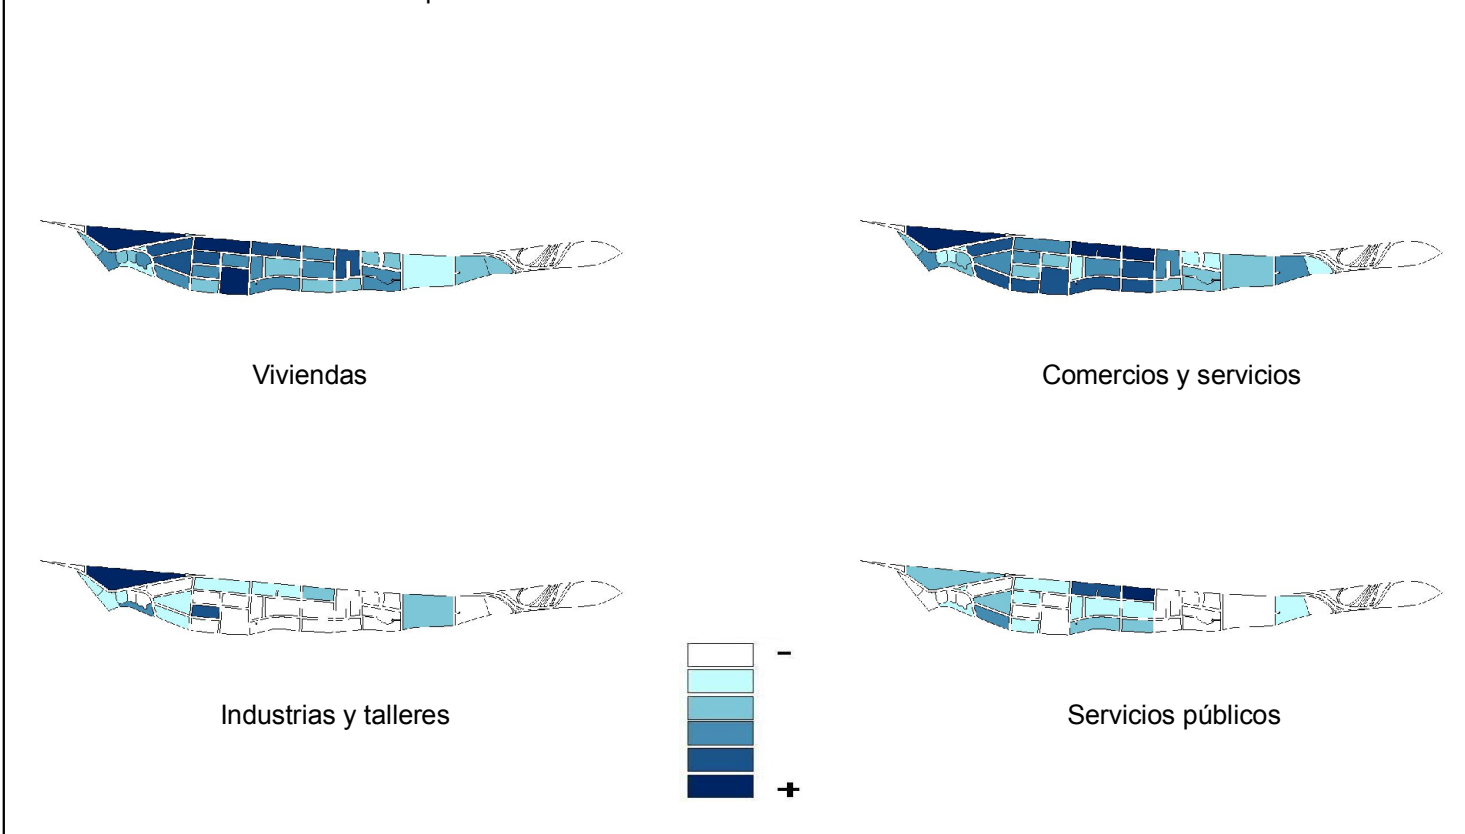 Viviendas
Comercios y servicios
-
Industrias y talleres
Servicios públicos
+